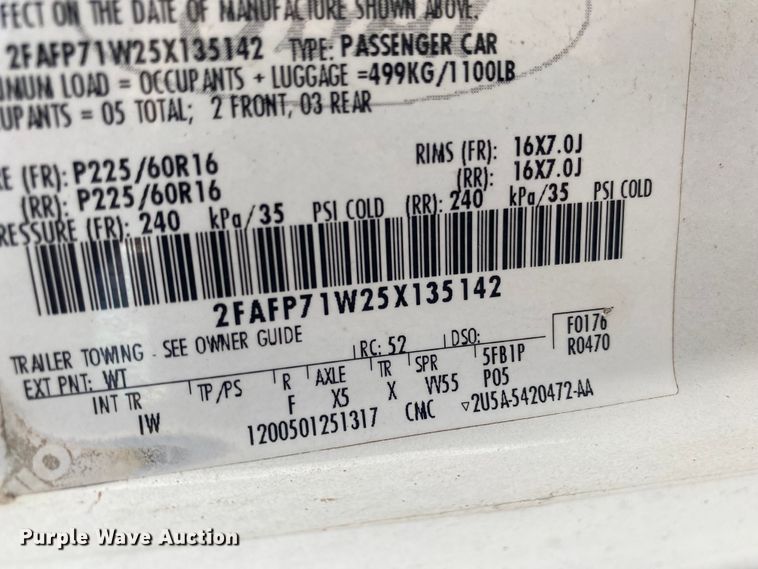 EFFECT ON THE DATE OF MANUFACTURE SHOWN ABOVE.
2FAFP71W25X135142 TYPE: PASSENGER CAR
IMUM LOAD = OCCUPANTS + LUGGAGE =499KG/1100LB
UPANTS = 05 TOTAL; 2 FRONT, 03 REAR
RE (FR): P225/60R16 RIMS (FR): 16X7.0J
(RR): P225/60R16 (RR): 16X7.0J
RESSURE (FR): 240 kPa/35 PSI COLD (RR): 240 kPa/35 PSI COLD
2FAFP71W25X135142
TRAILER TOWING - SEE OWNER GUIDE
EXT PNT: WT RC: 52 DSO: F0176
INT TR TP/PS R AXLE TR SPR 5FB1P R0470
IW F X5 X VV55 P05
1200501251317 CMC ▽2U5A-5420472-AA
Purple Wave Auction